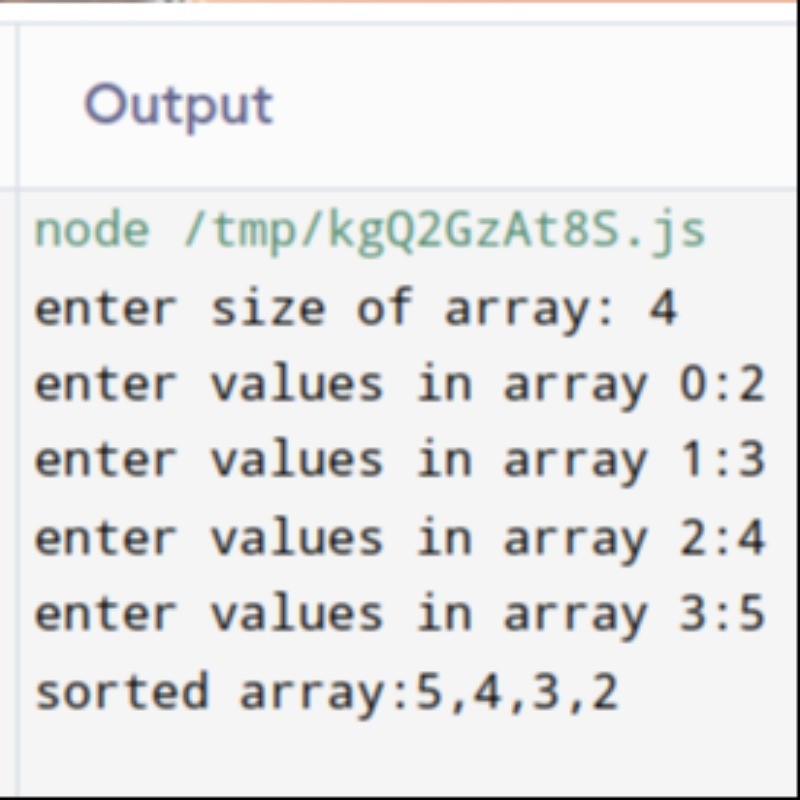 Output
node /tmp/kgQ2GzAt8S.js
enter size of array: 4
enter values in array 0:2
enter values in array 1:3
enter values in array 2:4
enter values in array 3:5
sorted array:5,4,3,2